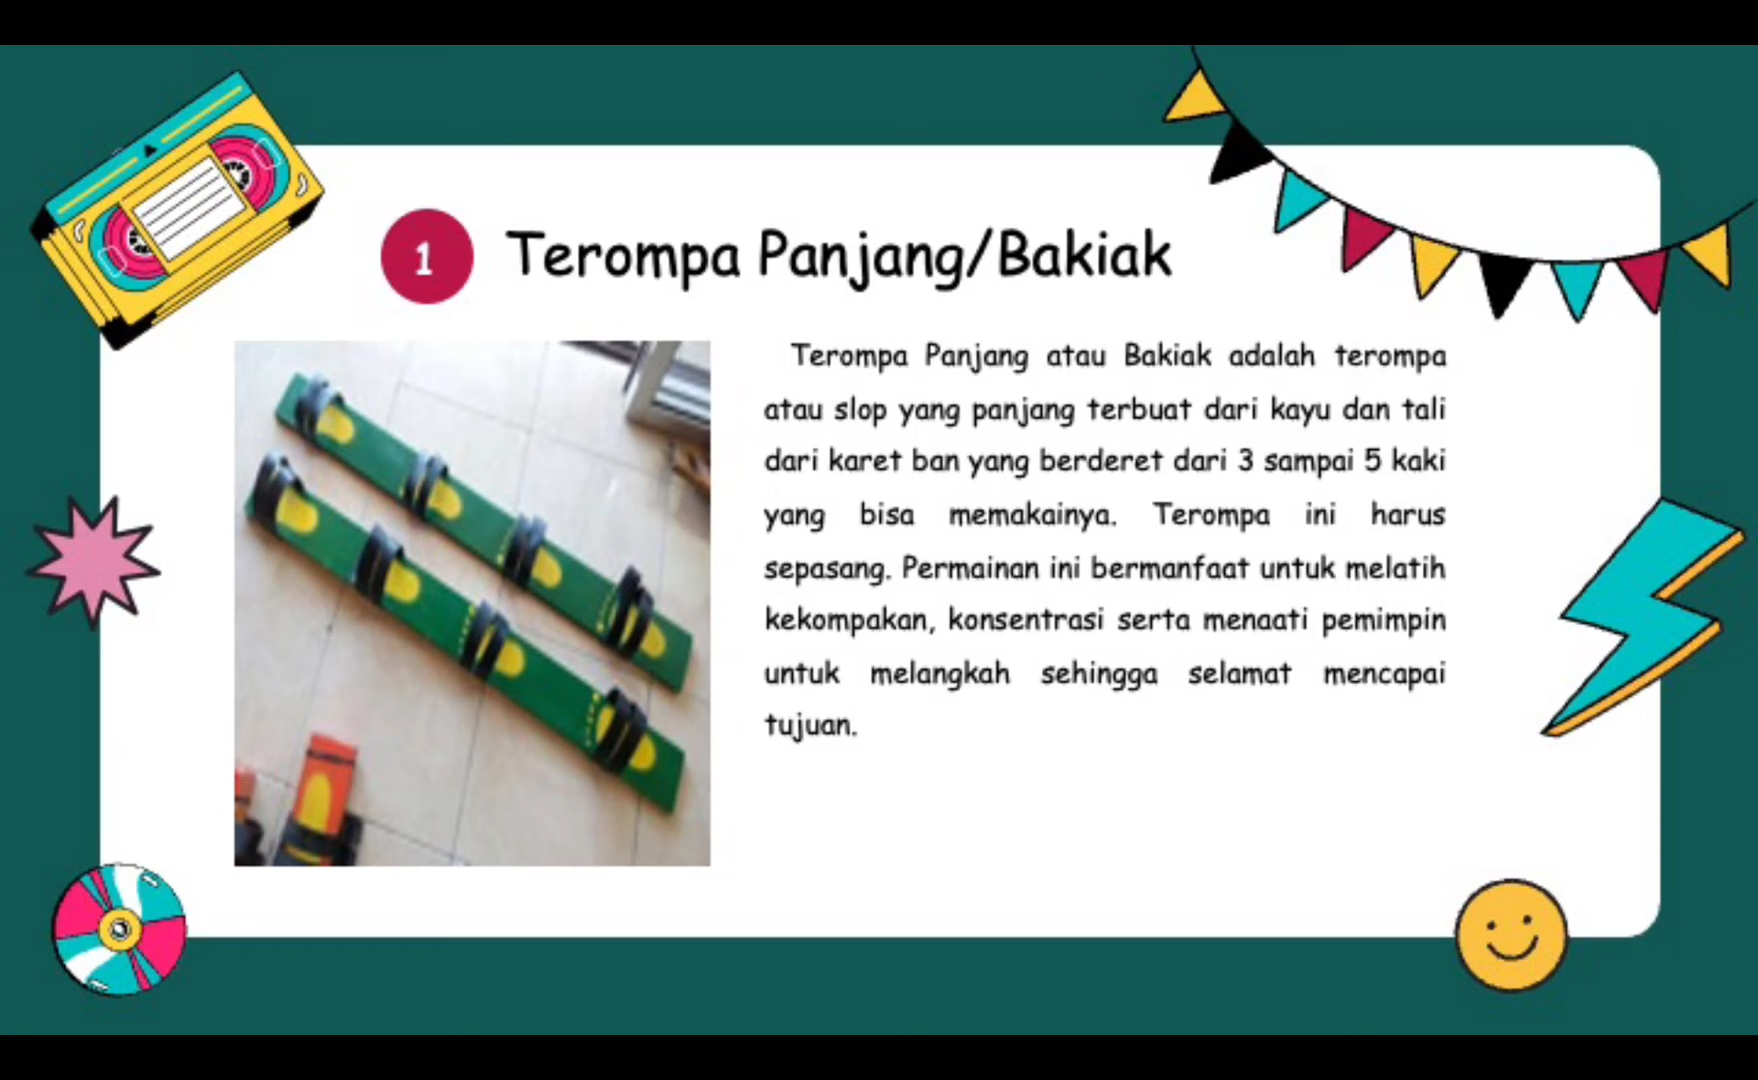 1
Terompa Panjang/Bakiak
Terompa Panjang atau Bakiak adalah terompa
atau slop yang panjang terbuat dari kayu dan tali
dari karet ban yang berderet dari 3 sampai 5 kaki
yang bisa memakainya. Terompa ini harus
sepasang. Permainan ini bermanfaat untuk melatih
kekompakan, konsentrasi serta menaati pemimpin
untuk melangkah sehingga selamat mencapai
tujuan.